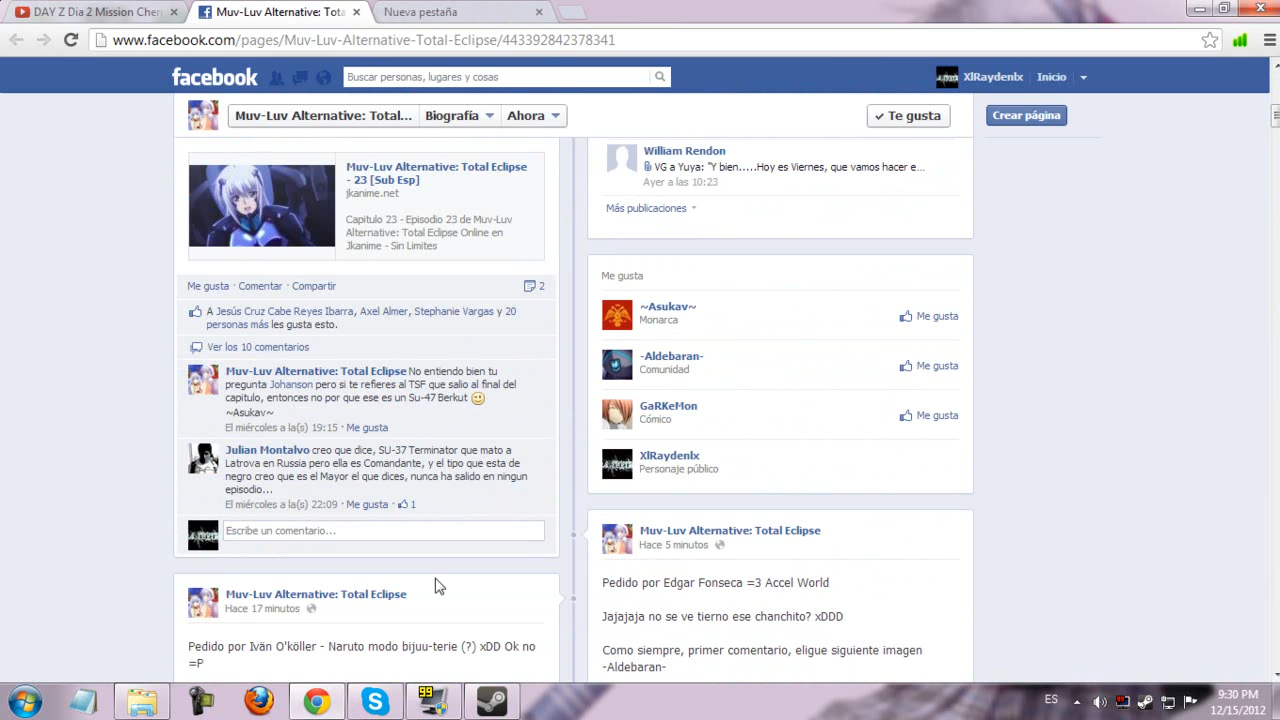 DAY Z Dia 2 Mission Cher
Muv-Luv Alternative: Tota
Nueva pestaña
www.facebook.com/pages/Muv-Luv-Alternative-Total-Eclipse/443392842378341
facebook
Buscar personas, lugares y cosas
XlRaydenlx
Inicio
Muv-Luv Alternative: Total...
Biografía
Ahora
Te gusta
Crear página
Muv-Luv Alternative: Total Eclipse
- 23 [Sub Esp]
jkanime.net
Capitulo 23 - Episodio 23 de Muv-Luv
Alternative: Total Eclipse Online en
Jkanime - Sin Limites
Me gusta · Comentar · Compartir
2
A Jesús Cruz Cabe Reyes Ibarra, Axel Almer, Stephanie Vargas y 20
personas más les gusta esto.
Ver los 10 comentarios
Muv-Luv Alternative: Total Eclipse No entiendo bien tu
pregunta Johanson pero si te refieres al TSF que salio al final del
capitulo, entonces no por que ese es un Su-47 Berkut
~Asukav~
El miércoles a la(s) 19:15 · Me gusta
Julian Montalvo creo que dice, SU-37 Terminator que mato a
Latrova en Russia pero ella es Comandante, y el tipo que esta de
negro creo que es el Mayor el que dices, nunca ha salido en ningun
episodio...
El miércoles a la(s) 22:09 · Me gusta · 1
Escribe un comentario...
Muv-Luv Alternative: Total Eclipse
Hace 17 minutos
Pedido por Ivän O'köller - Naruto modo bijuu-terie (?) xDD Ok no
=P
William Rendon
VG a Yuya: "Y bien.....Hoy es Viernes, que vamos hacer e...
Ayer a las 10:23
Más publicaciones
Me gusta
~Asukav~
Monarca
Me gusta
-Aldebaran-
Comunidad
Me gusta
GaRKeMon
Cómico
Me gusta
XlRaydenlx
Personaje público
Muv-Luv Alternative: Total Eclipse
Hace 5 minutos
Pedido por Edgar Fonseca =3 Accel World
Jajajaja no se ve tierno ese chanchito? xDDD
Como siempre, primer comentario, eligue siguiente imagen
-Aldebaran-
99
ES
9:30 PM
12/15/2012